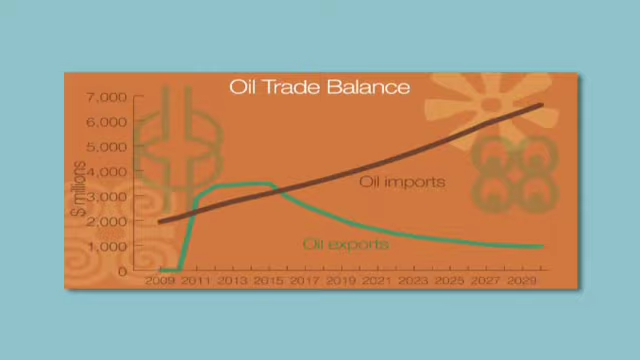 Oil Trade Balance
$ millions
7,000
6,000
5,000
4,000
3,000
2,000
1,000
0
Oil imports
Oil exports
2009 2011 2013 2015 2017 2019 2021 2023 2025 2027 2029